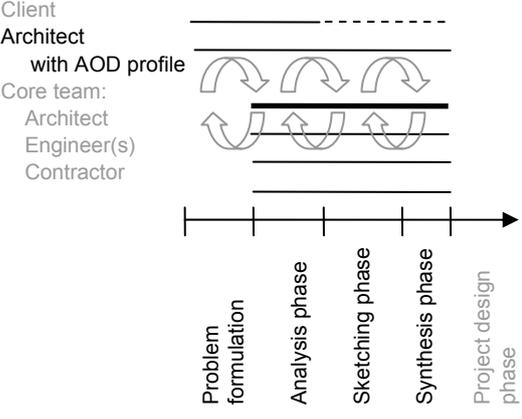 Client
Architect
with AOD profile
Core team:
Architect
Engineer(s)
Contractor
Problem
formulation
Analysis phase
Sketching phase
Synthesis phase
Project design
phase